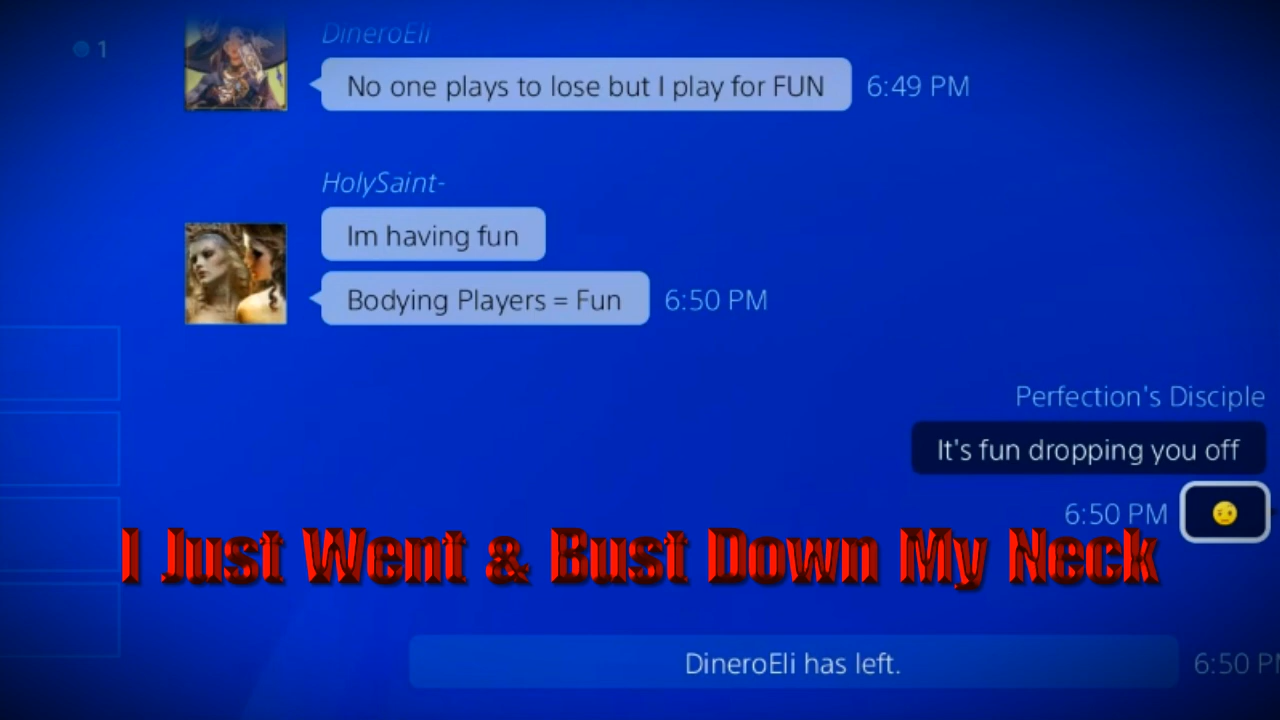 1
DineroEli
No one plays to lose but I play for FUN 6:49 PM
HolySaint-
Im having fun
Bodying Players = Fun 6:50 PM
Perfection's Disciple
It's fun dropping you off
6:50 PM
I Just Went & Bust Down My Neck
DineroEli has left. 6:50 P